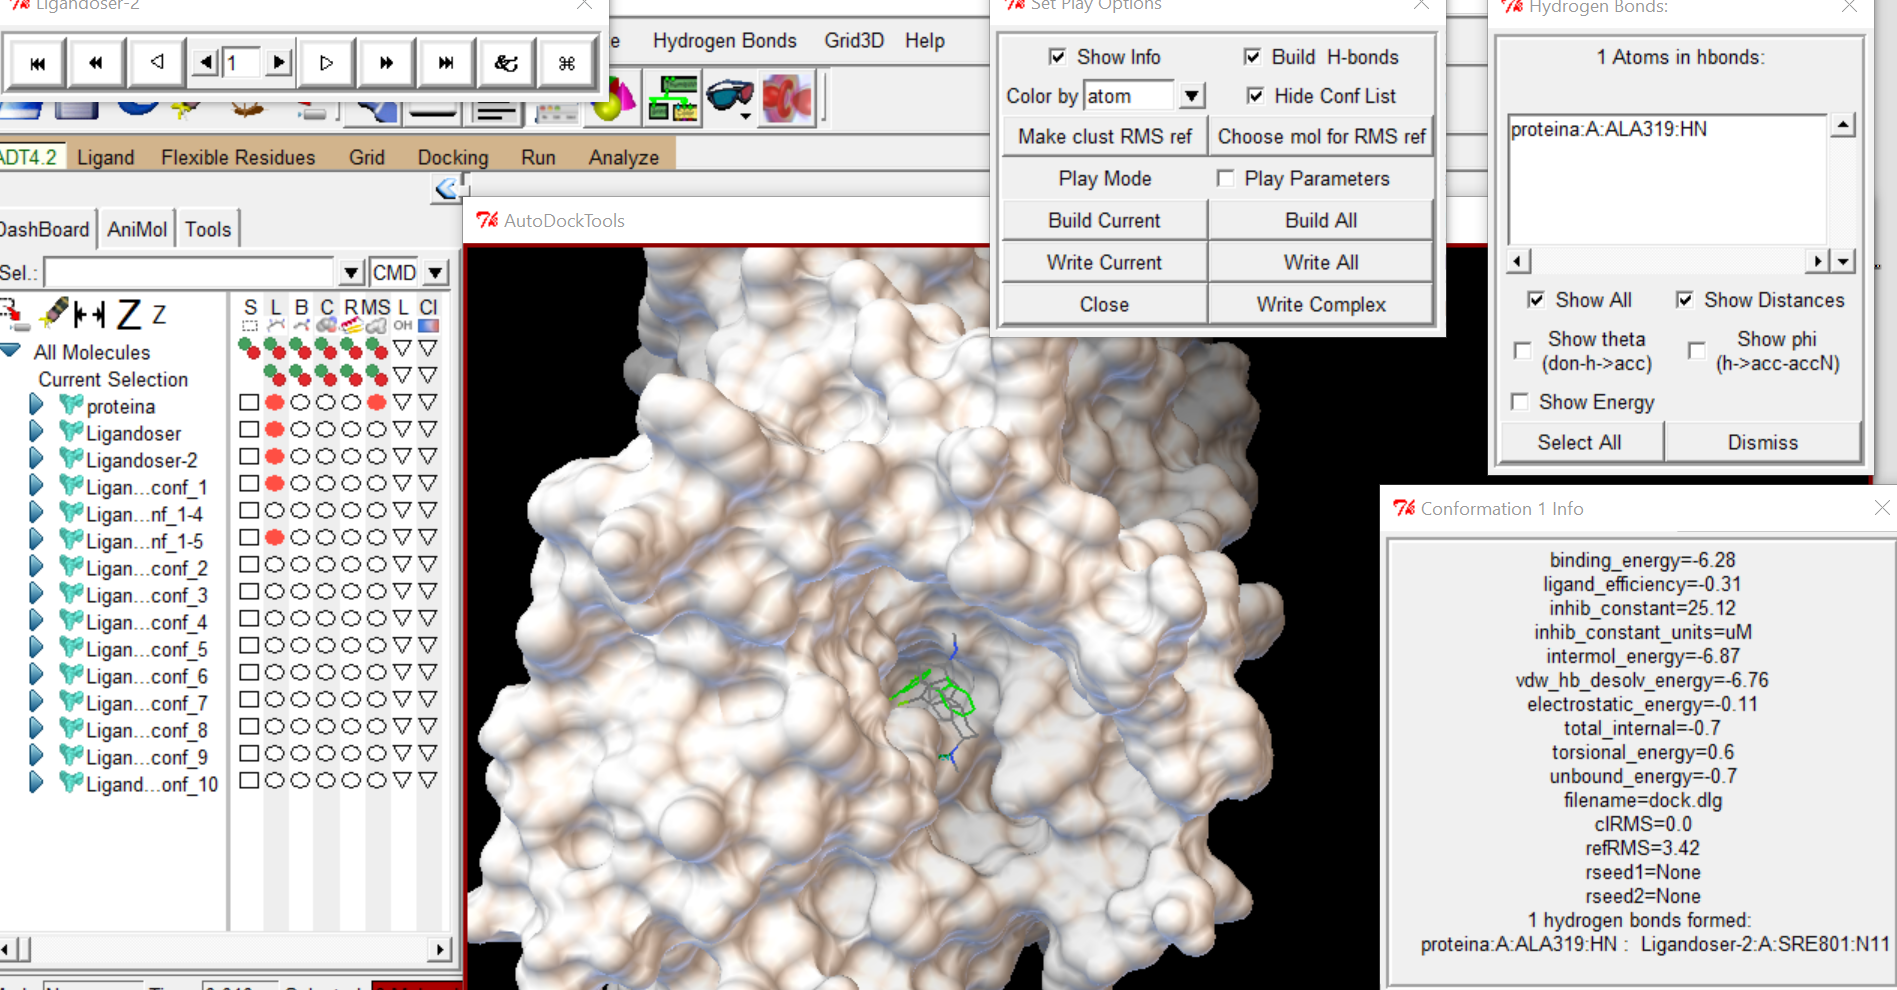 Ligandoser-2
Set Play Options
Hydrogen Bonds:
1
e Hydrogen Bonds Grid3D Help
ADT4.2 Ligand Flexible Residues Grid Docking Run Analyze
DashBoard AniMol Tools
Sel.: CMD
Z Z
S L B C R MS L Cl
OH
All Molecules
Current Selection
proteina
Ligandoser
Ligandoser-2
Ligan...conf_1
Ligan...nf_1-4
Ligan...nf_1-5
Ligan...conf_2
Ligan...conf_3
Ligan...conf_4
Ligan...conf_5
Ligan...conf_6
Ligan...conf_7
Ligan...conf_8
Ligan...conf_9
Ligand...onf_10
AutoDockTools
Show Info Build H-bonds
Color by atom Hide Conf List
Make clust RMS ref Choose mol for RMS ref
Play Mode Play Parameters
Build Current Build All
Write Current Write All
Close Write Complex
1 Atoms in hbonds:
proteina:A:ALA319:HN
Show All Show Distances
Show theta Show phi
(don-h->acc) (h->acc-accN)
Show Energy
Select All Dismiss
Conformation 1 Info
binding_energy=-6.28
ligand_efficiency=-0.31
inhib_constant=25.12
inhib_constant_units=uM
intermol_energy=-6.87
vdw_hb_desolv_energy=-6.76
electrostatic_energy=-0.11
total_internal=-0.7
torsional_energy=0.6
unbound_energy=-0.7
filename=dock.dlg
clRMS=0.0
refRMS=3.42
rseed1=None
rseed2=None
1 hydrogen bonds formed:
proteina:A:ALA319:HN : Ligandoser-2:A:SRE801:N11